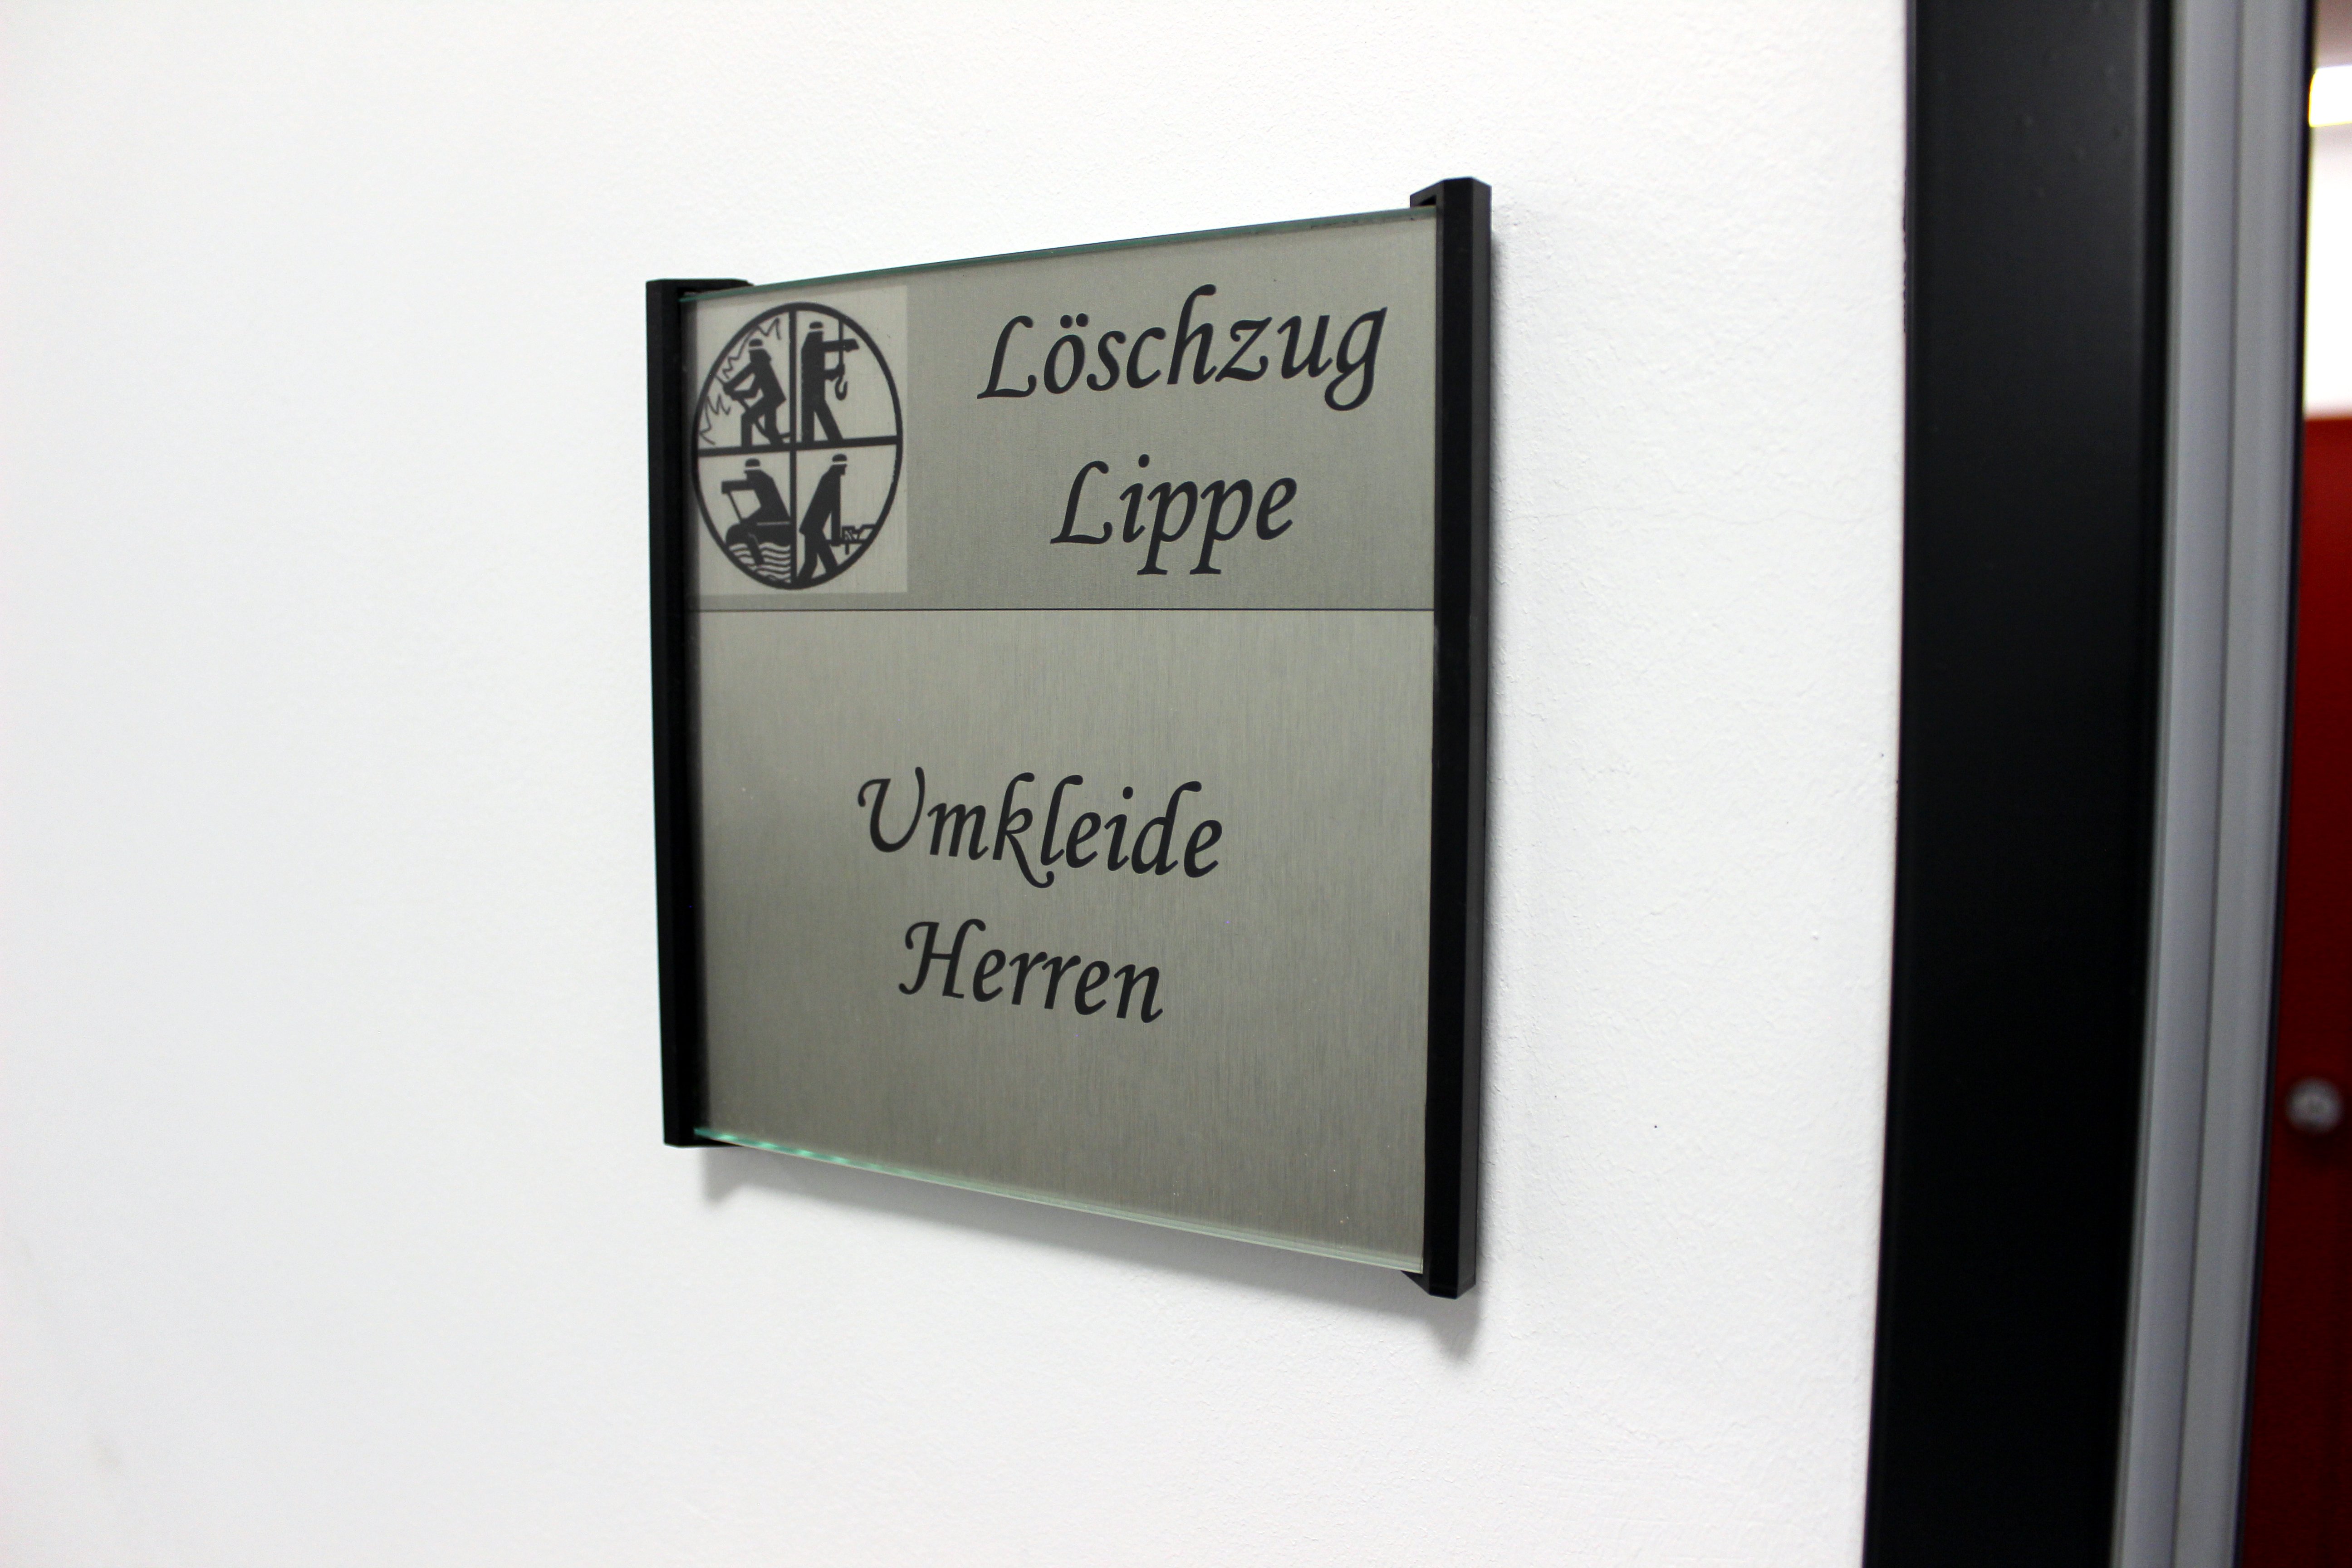 Löschzug
Lippe
Umkleide
Herren